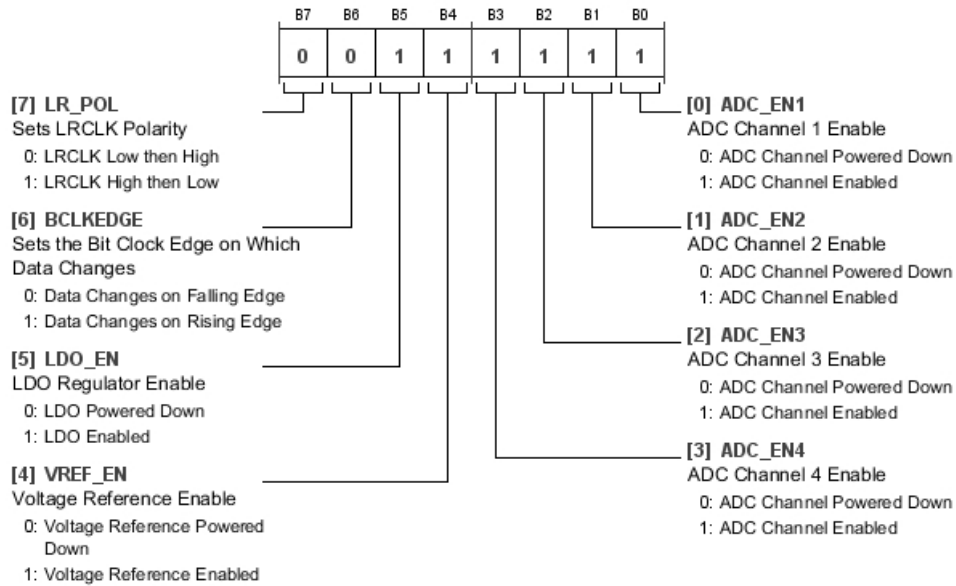 B7 B6 B5 B4 B3 B2 B1 B0
0 0 1 1 1 1 1 1
[7] LR_POL
Sets LRCLK Polarity
0: LRCLK Low then High
1: LRCLK High then Low
[6] BCLKEDGE
Sets the Bit Clock Edge on Which
Data Changes
0: Data Changes on Falling Edge
1: Data Changes on Rising Edge
[5] LDO_EN
LDO Regulator Enable
0: LDO Powered Down
1: LDO Enabled
[4] VREF_EN
Voltage Reference Enable
0: Voltage Reference Powered
Down
1: Voltage Reference Enabled
[0] ADC_EN1
ADC Channel 1 Enable
0: ADC Channel Powered Down
1: ADC Channel Enabled
[1] ADC_EN2
ADC Channel 2 Enable
0: ADC Channel Powered Down
1: ADC Channel Enabled
[2] ADC_EN3
ADC Channel 3 Enable
0: ADC Channel Powered Down
1: ADC Channel Enabled
[3] ADC_EN4
ADC Channel 4 Enable
0: ADC Channel Powered Down
1: ADC Channel Enabled